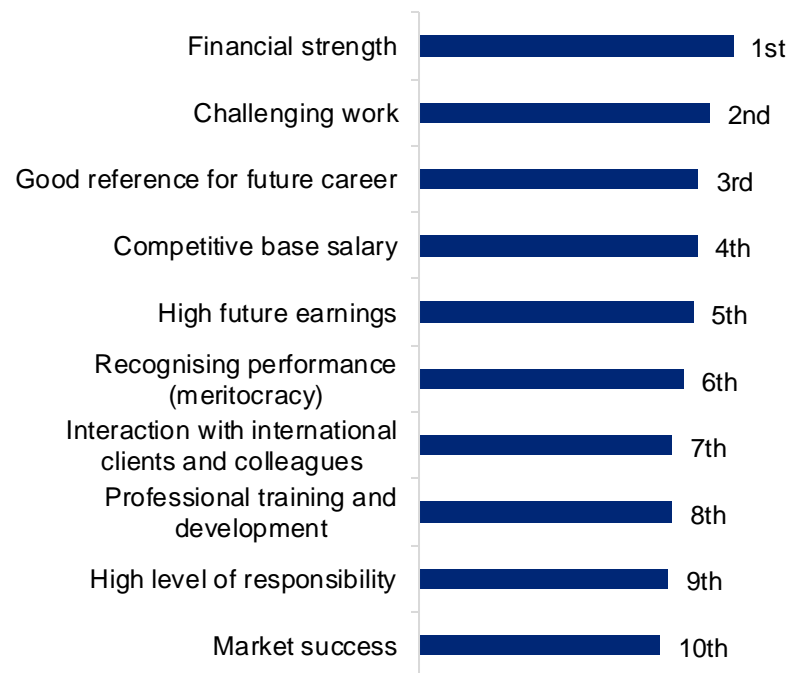 Financial strength 1st
Challenging work 2nd
Good reference for future career 3rd
Competitive base salary 4th
High future earnings 5th
Recognising performance
(meritocracy) 6th
Interaction with international
clients and colleagues 7th
Professional training and
development 8th
High level of responsibility 9th
Market success 10th